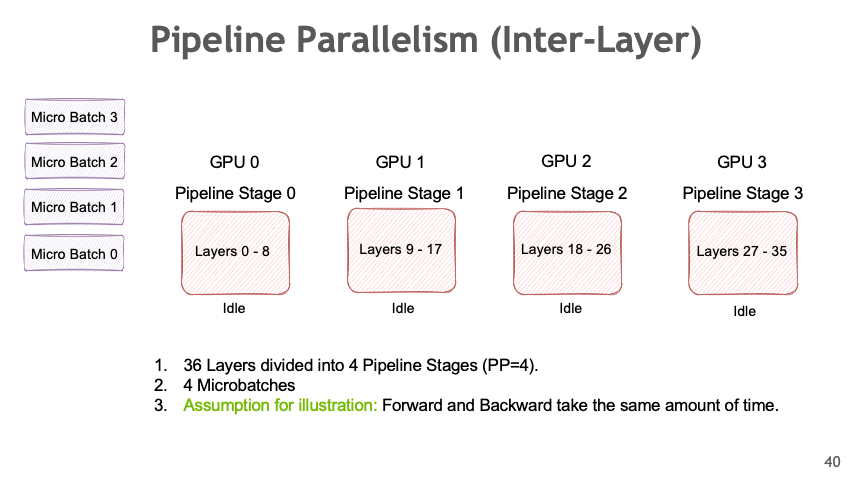 Pipeline Parallelism (Inter-Layer)
Micro Batch 3
Micro Batch 2
Micro Batch 1
Micro Batch 0
GPU 0
Pipeline Stage 0
Layers 0 - 8
Idle
GPU 1
Pipeline Stage 1
Layers 9 - 17
Idle
GPU 2
Pipeline Stage 2
Layers 18 - 26
Idle
GPU 3
Pipeline Stage 3
Layers 27 - 35
Idle
1. 36 Layers divided into 4 Pipeline Stages (PP=4).
2. 4 Microbatches
3. Assumption for illustration: Forward and Backward take the same amount of time.
40